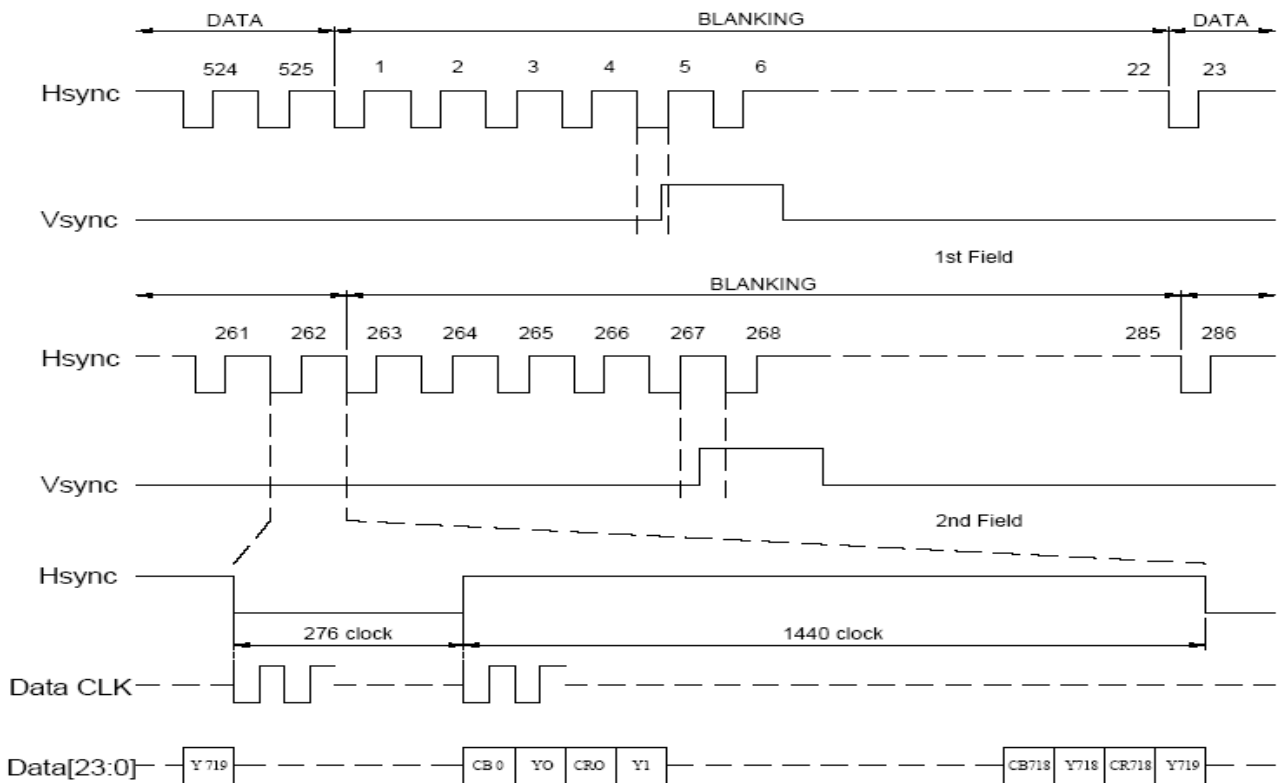 DATA BLANKING DATA
524 525 1 2 3 4 5 6 22 23
Hsync
Vsync
1st Field
BLANKING
261 262 263 264 265 266 267 268 285 286
Hsync
Vsync
2nd Field
Hsync
276 clock 1440 clock
Data CLK
Data[23:0] Y719 CB0 YO CRO Y1 CB718 Y718 CR718 Y719